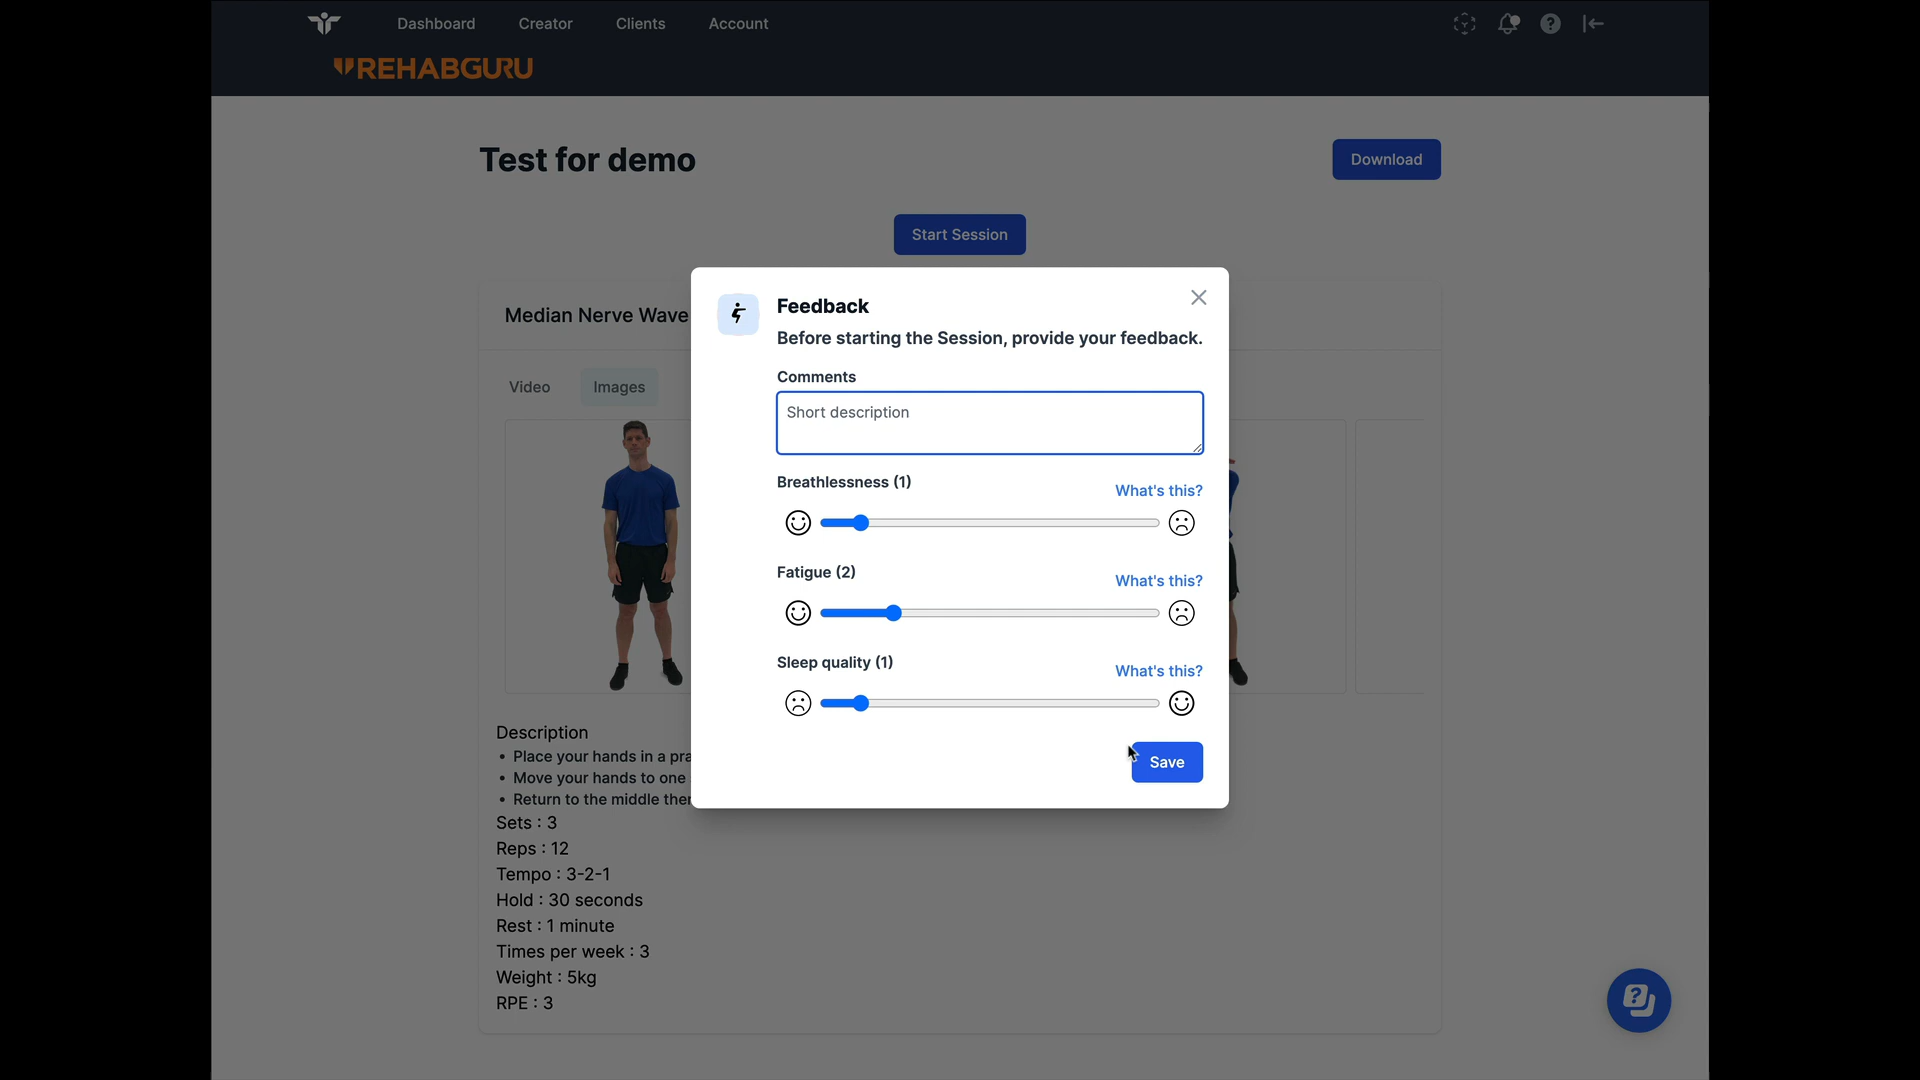 Dashboard Creator Clients Account
REHABGURU
Test for demo
Download
Start Session
Median Nerve Wave
Video Images
Feedback
Before starting the Session, provide your feedback.
Comments
Short description
Breathlessness (1)
What's this?
Fatigue (2)
What's this?
Sleep quality (1)
What's this?
Save
Description
• Place your hands in a
• Move your hands to one
• Return to the middle
Sets : 3
Reps : 12
Tempo : 3-2-1
Hold : 30 seconds
Rest : 1 minute
Times per week : 3
Weight : 5kg
RPE : 3